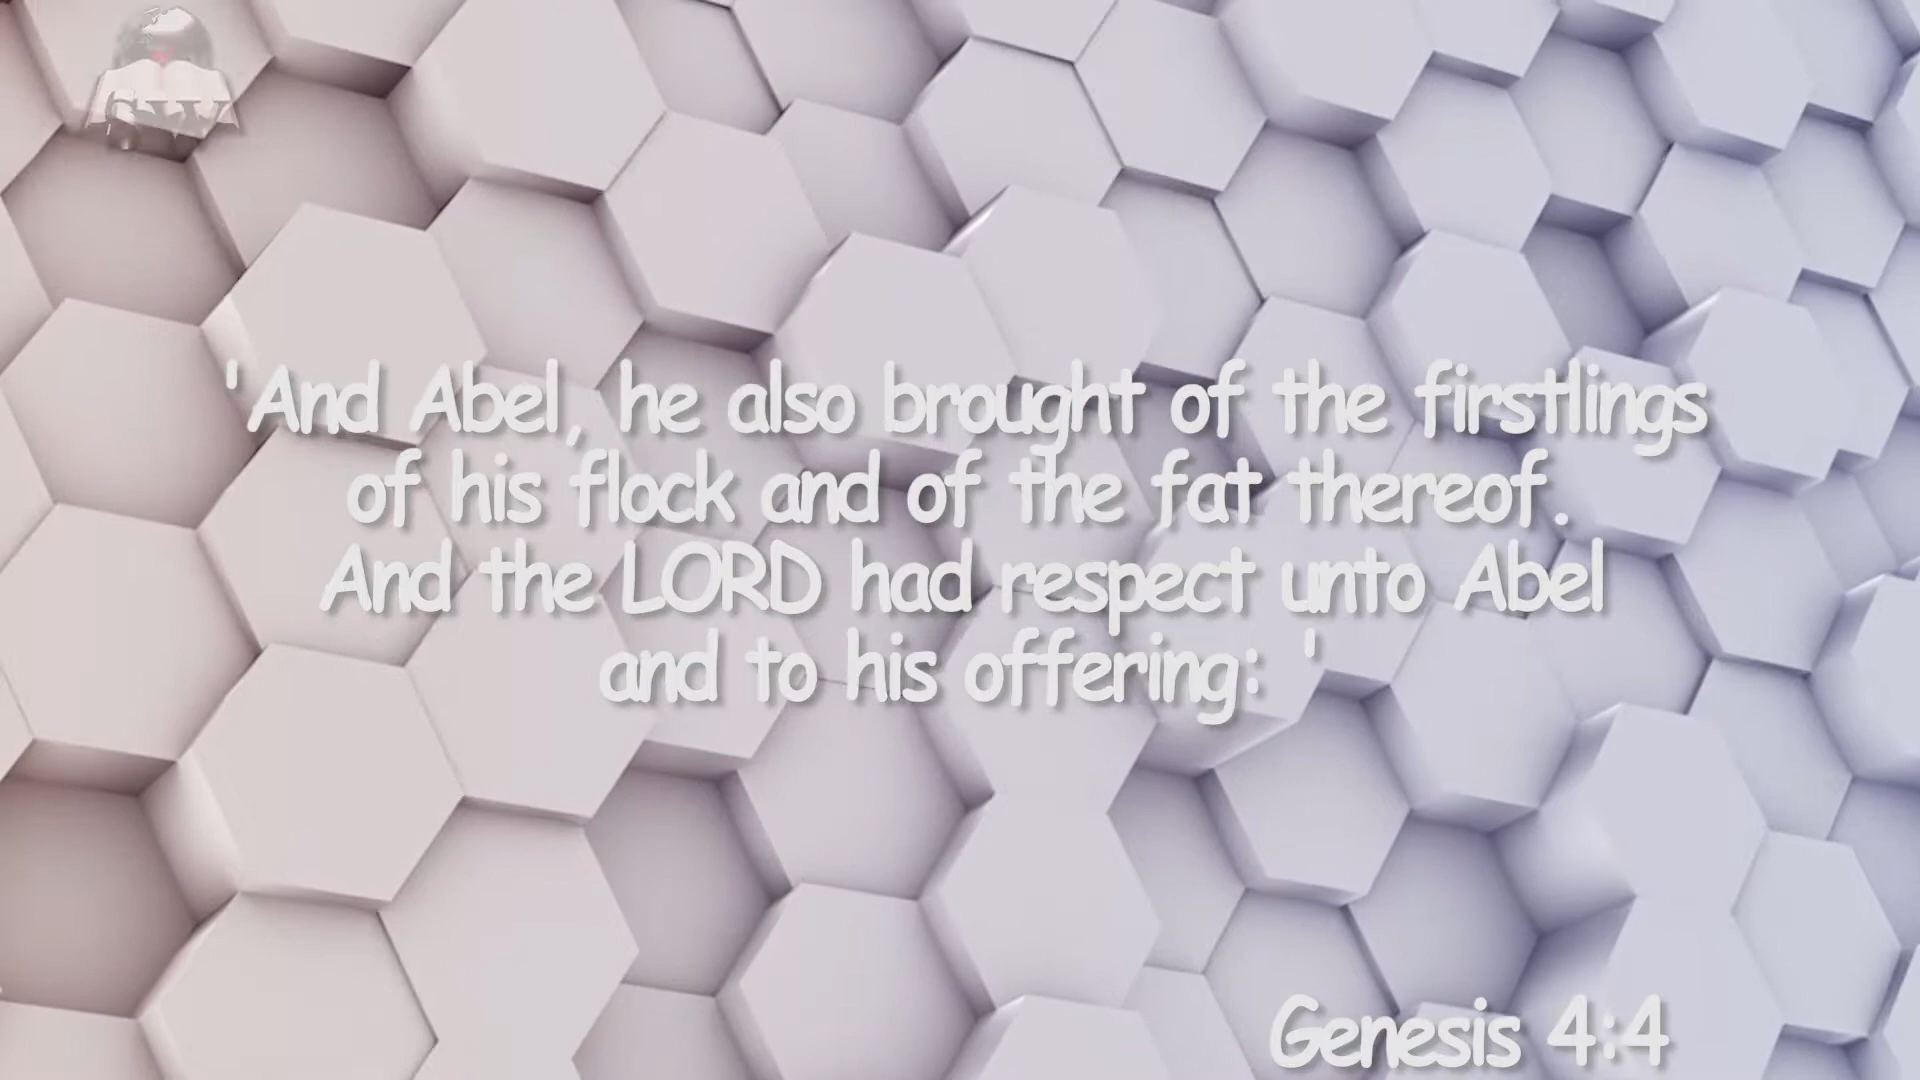 'And Abel, he also brought of the firstlings
of his flock and of the fat thereof.
And the LORD had respect unto Abel
and to his offering: '
Genesis 4:4